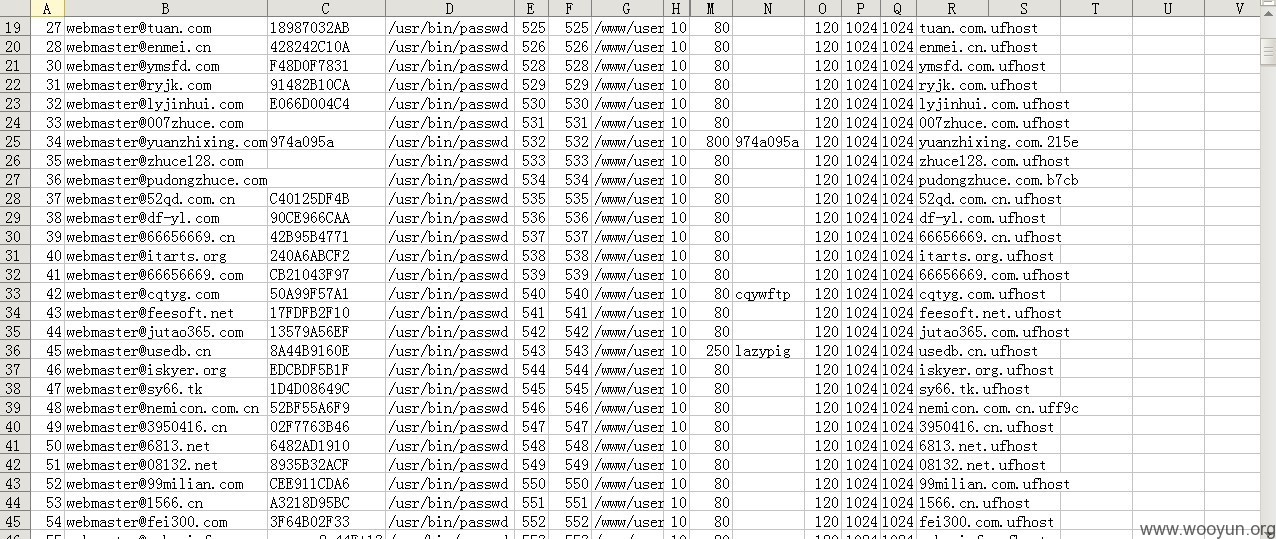 A B C D E F G H M N O P Q R S T U V
19 27 webmaster@tuan.com 18987032AB /usr/bin/passwd 525 525 /www/user 10 80 120 1024 1024 tuan.com.ufhost
20 28 webmaster@enmei.cn 428242C10A /usr/bin/passwd 526 526 /www/user 10 80 120 1024 1024 enmei.cn.ufhost
21 30 webmaster@ymsfd.com F48D0F7831 /usr/bin/passwd 528 528 /www/user 10 80 120 1024 1024 ymsfd.com.ufhost
22 31 webmaster@ryjk.com 91482B10CA /usr/bin/passwd 529 529 /www/user 10 80 120 1024 1024 ryjk.com.ufhost
23 32 webmaster@lyjinhui.com E066D004C4 /usr/bin/passwd 530 530 /www/user 10 80 120 1024 1024 lyjinhui.com.ufhost
24 33 webmaster@007zhuce.com /usr/bin/passwd 531 531 /www/user 10 80 120 1024 1024 007zhuce.com.ufhost
25 34 webmaster@yuanzhixing.com 974a095a /usr/bin/passwd 532 532 /www/user 10 800 974a095a 120 1024 1024 yuanzhixing.com.215e
26 35 webmaster@zhuce128.com /usr/bin/passwd 533 533 /www/user 10 80 120 1024 1024 zhuce128.com.ufhost
27 36 webmaster@pudongzhuce.com /usr/bin/passwd 534 534 /www/user 10 80 120 1024 1024 pudongzhuce.com.b7cb
28 37 webmaster@52qd.com.cn C40125DF4B /usr/bin/passwd 535 535 /www/user 10 80 120 1024 1024 52qd.com.cn.ufhost
29 38 webmaster@df-yl.com 90CE966CAA /usr/bin/passwd 536 536 /www/user 10 80 120 1024 1024 df-yl.com.ufhost
30 39 webmaster@66656669.cn 42B95B4771 /usr/bin/passwd 537 537 /www/user 10 80 120 1024 1024 66656669.cn.ufhost
31 40 webmaster@itarts.org 240A6ABCF2 /usr/bin/passwd 538 538 /www/user 10 80 120 1024 1024 itarts.org.ufhost
32 41 webmaster@66656669.com CB21043F97 /usr/bin/passwd 539 539 /www/user 10 80 120 1024 1024 66656669.com.ufhost
33 42 webmaster@cqtyg.com 50A99F57A1 /usr/bin/passwd 540 540 /www/user 10 80 cqywftp 120 1024 1024 cqtyg.com.ufhost
34 43 webmaster@feesoft.net 17FDFB2F10 /usr/bin/passwd 541 541 /www/user 10 80 120 1024 1024 feesoft.net.ufhost
35 44 webmaster@jutao365.com 13579A56EF /usr/bin/passwd 542 542 /www/user 10 80 120 1024 1024 jutao365.com.ufhost
36 45 webmaster@usedb.cn 8A44B9160E /usr/bin/passwd 543 543 /www/user 10 250 lazypig 120 1024 1024 usedb.cn.ufhost
37 46 webmaster@iskyer.org EDCBDF5B1F /usr/bin/passwd 544 544 /www/user 10 80 120 1024 1024 iskyer.org.ufhost
38 47 webmaster@sy66.tk 1D4D08649C /usr/bin/passwd 545 545 /www/user 10 80 120 1024 1024 sy66.tk.ufhost
39 48 webmaster@nemicon.com.cn 52BF55A6F9 /usr/bin/passwd 546 546 /www/user 10 80 120 1024 1024 nemicon.com.cn.uff9c
40 49 webmaster@3950416.cn 02F7763B46 /usr/bin/passwd 547 547 /www/user 10 80 120 1024 1024 3950416.cn.ufhost
41 50 webmaster@6813.net 6482AD1910 /usr/bin/passwd 548 548 /www/user 10 80 120 1024 1024 6813.net.ufhost
42 51 webmaster@08132.net 8935B32ACF /usr/bin/passwd 549 549 /www/user 10 80 120 1024 1024 08132.net.ufhost
43 52 webmaster@99milian.com CEE911CDA6 /usr/bin/passwd 550 550 /www/user 10 80 120 1024 1024 99milian.com.ufhost
44 53 webmaster@1566.cn A3218D95BC /usr/bin/passwd 551 551 /www/user 10 80 120 1024 1024 1566.cn.ufhost
45 54 webmaster@fei300.com 3F64B02F33 /usr/bin/passwd 552 552 /www/user 10 80 120 1024 1024 fei300.com.ufhost
www.wooyun.org